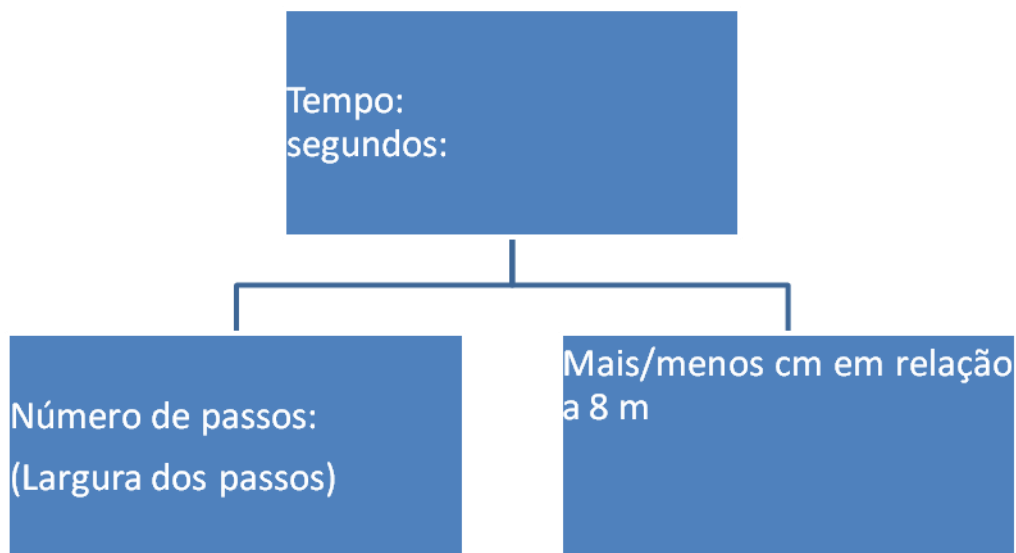 Tempo:
segundos:
Número de passos:
(Largura dos passos)
Mais/menos cm em relação
a 8 m